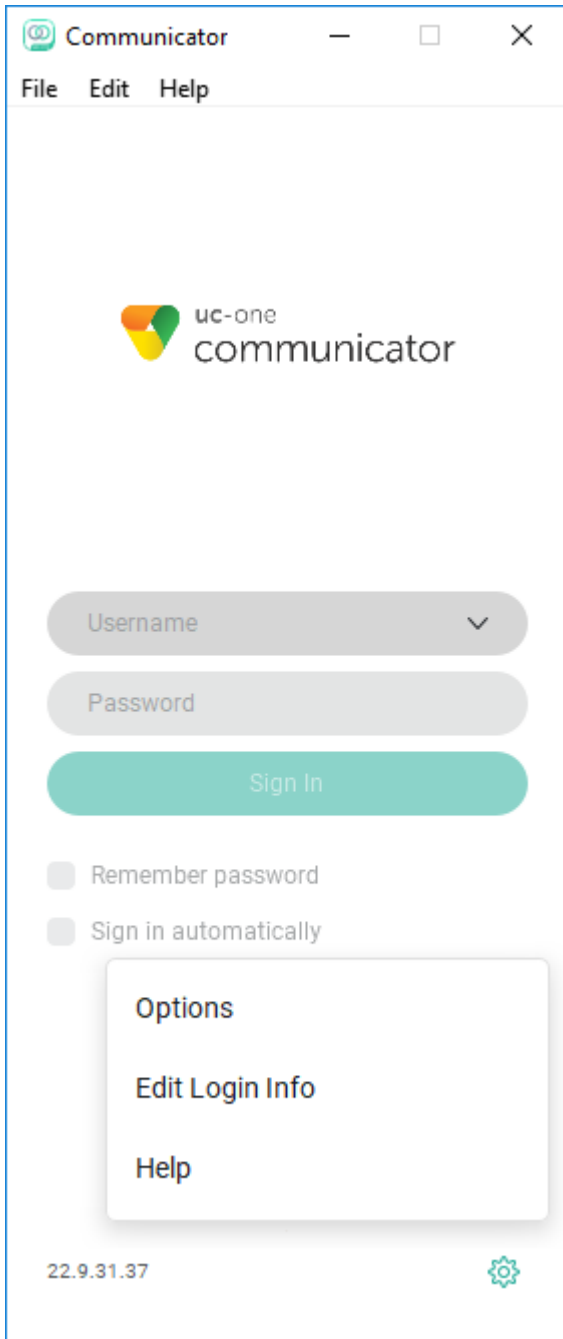 Communicator
File Edit Help
uc-one
communicator
Username
Password
Sign In
Remember password
Sign in automatically
Options
Edit Login Info
Help
22.9.31.37